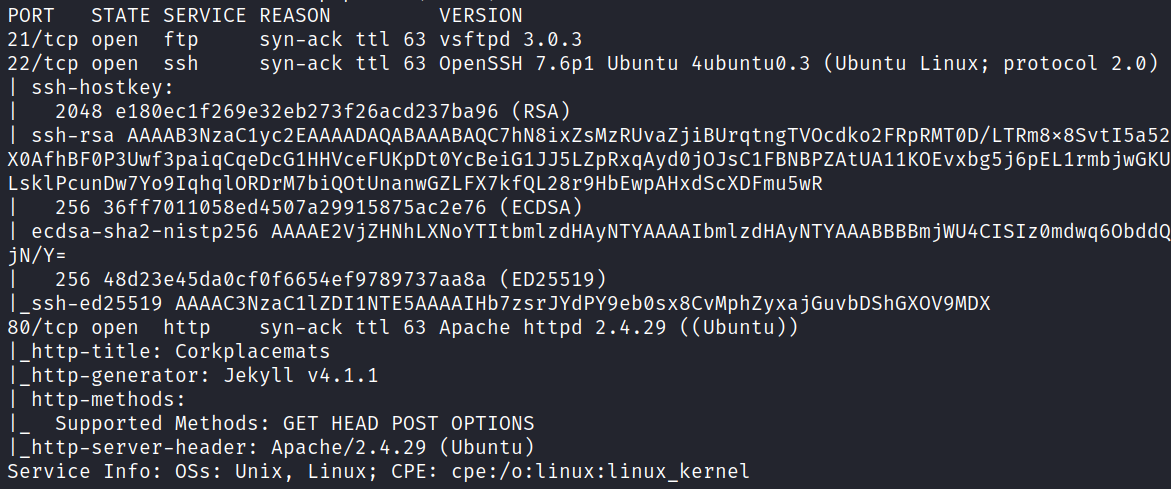 PORT   STATE SERVICE REASON         VERSION
21/tcp open  ftp     syn-ack ttl 63 vsftpd 3.0.3
22/tcp open  ssh     syn-ack ttl 63 OpenSSH 7.6p1 Ubuntu 4ubuntu0.3 (Ubuntu Linux; protocol 2.0)
| ssh-hostkey:
|   2048 e180ec1f269e32eb273f26acd237ba96 (RSA)
| ssh-rsa AAAAB3NzaC1yc2EAAAADAQABAAABAQC7hN8ixZsMzRUvaZjiBUrqtngTVOcdko2FRpRMT0D/LTRm8x8SvtI5a52
X0AfhBF0P3Uwf3paiqCqeDcG1HHVceFUKpDt0YcBeiG1JJ5LZpRxqAyd0jOJsC1FBNBPZAtUA11KOEvxbg5j6pEL1rmbjwGKU
LsklPcunDw7Yo9IqhqlORDrM7biQOtUnanwGZLFX7kfQL28r9HbEwpAHxdScXDFmu5wR
|   256 36ff7011058ed4507a29915875ac2e76 (ECDSA)
| ecdsa-sha2-nistp256 AAAAE2VjZHNhLXNoYTItbmlzdHAyNTYAAAAIbmlzdHAyNTYAAABBBBmjWU4CISIz0mdwq6ObddQ
jN/Y=
|   256 48d23e45da0cf0f6654ef9789737aa8a (ED25519)
|_ssh-ed25519 AAAAC3NzaC1lZDI1NTE5AAAAIHb7zsrJYdPY9eb0sx8CvMphZyxajGuvbDShGXOV9MDX
80/tcp open  http    syn-ack ttl 63 Apache httpd 2.4.29 ((Ubuntu))
|_http-title: Corkplacemats
|_http-generator: Jekyll v4.1.1
| http-methods:
|_  Supported Methods: GET HEAD POST OPTIONS
|_http-server-header: Apache/2.4.29 (Ubuntu)
Service Info: OSs: Unix, Linux; CPE: cpe:/o:linux:linux_kernel